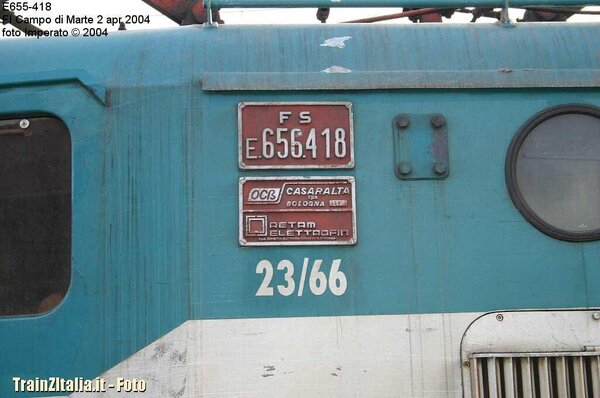 E655-418
FI Campo di Marte 2 apr 2004
foto Imperato © 2004
F S
E.656.418
OCB CASARALTA
BOLOGNA
RETAM
ELETTROFIN
23/66
TrainZItalia.it - Foto